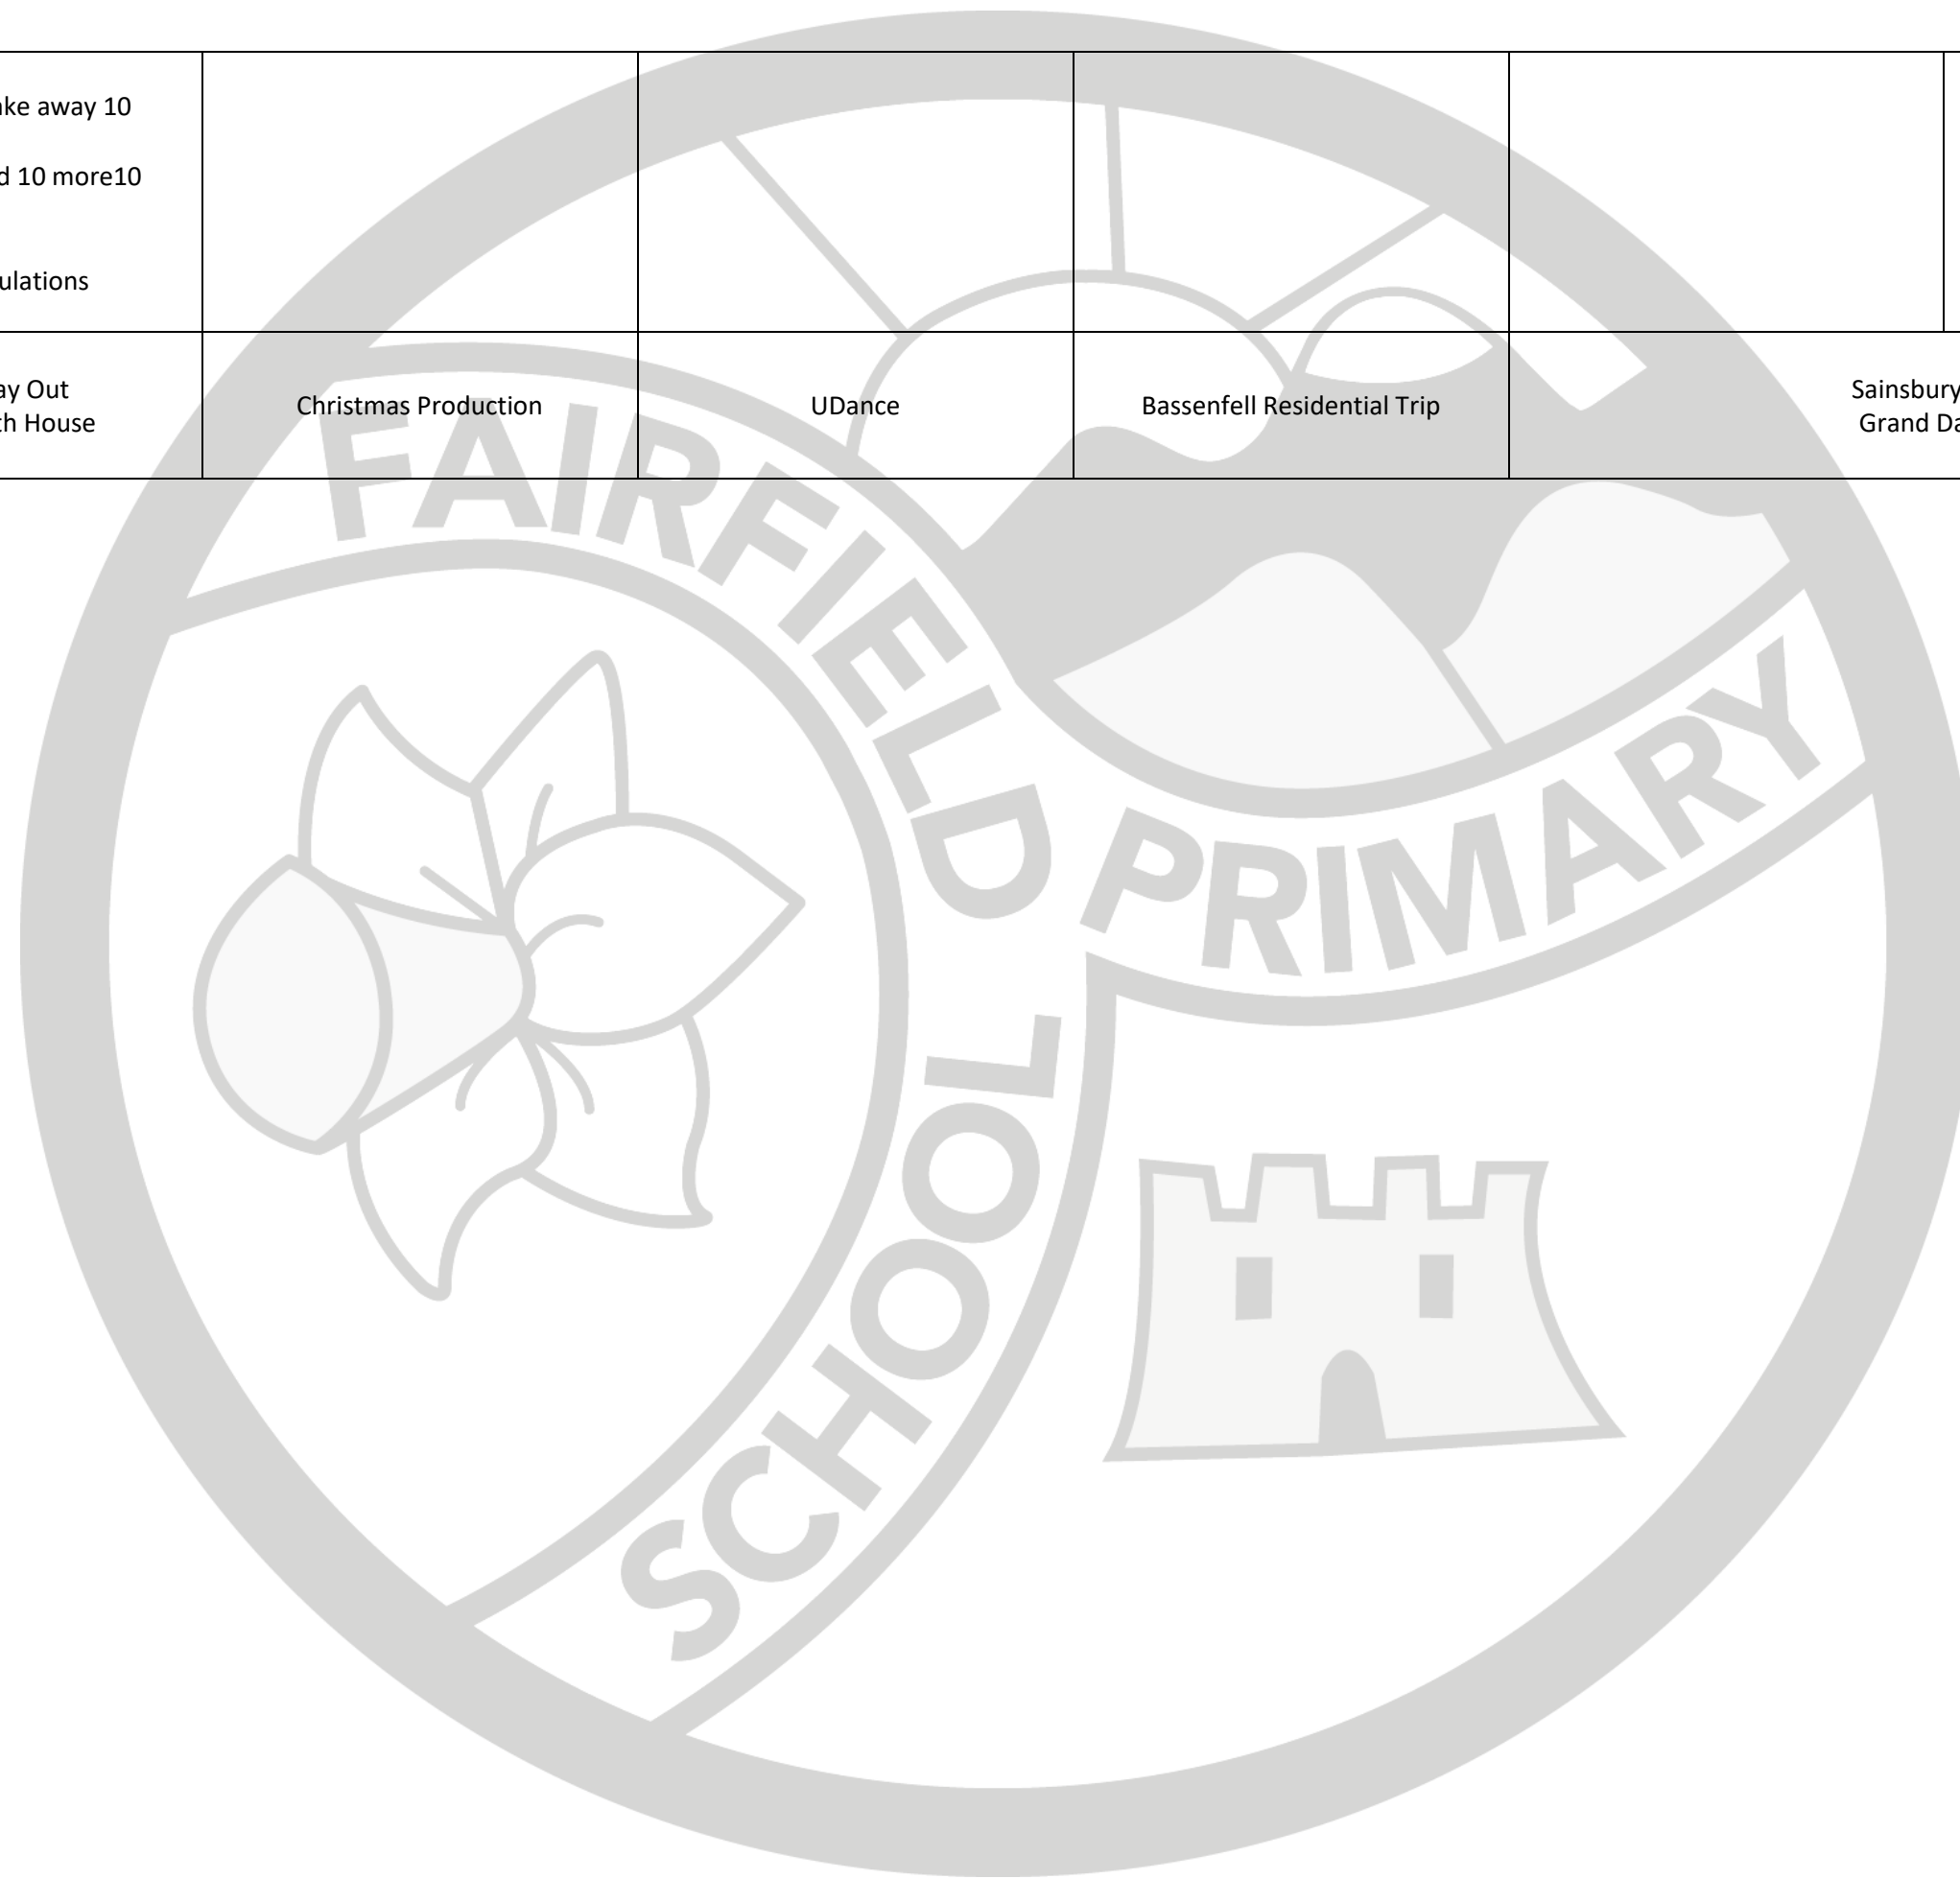 ake away 10
d 10 more10
ulations
ay Out
th House
Christmas Production
UDance
Bassenfell Residential Trip
Sainsbury
Grand Da
FAIRFIELD PRIMARY
SCHOOL